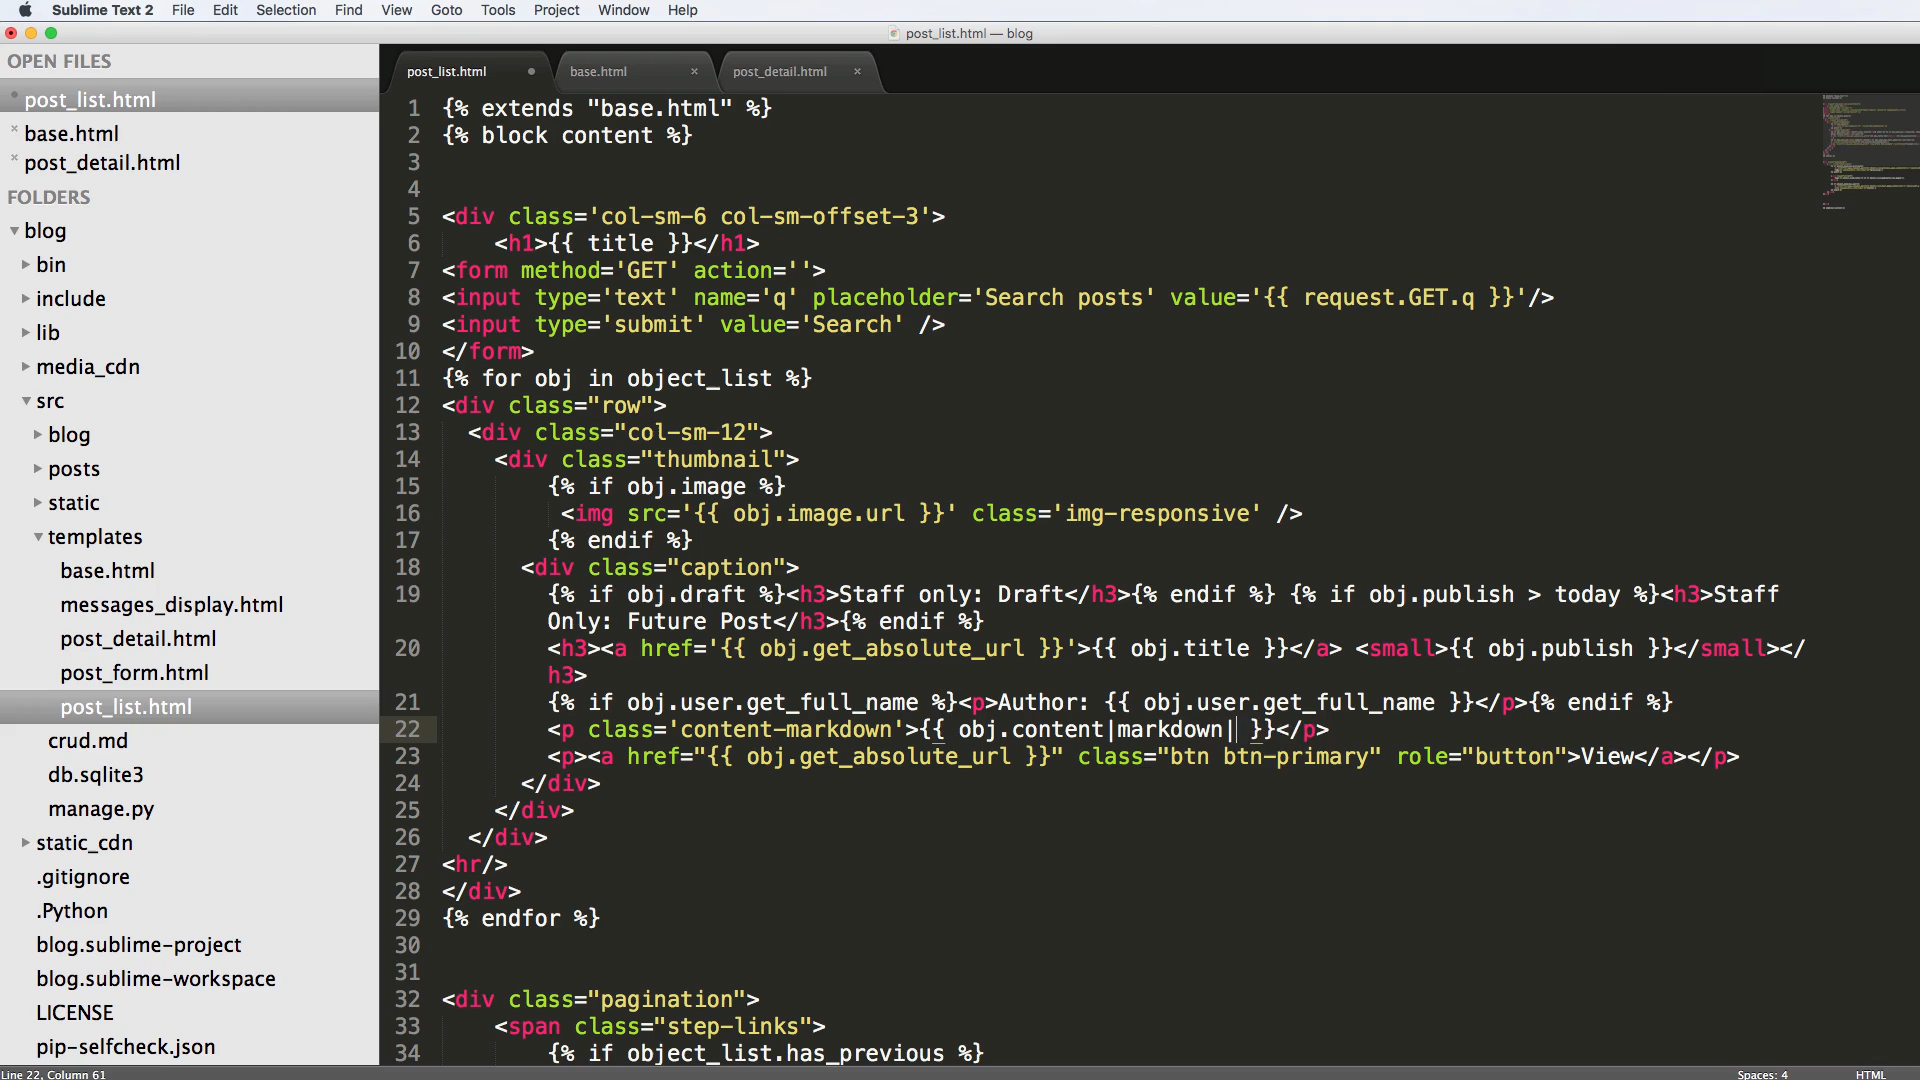 Sublime Text 2 File Edit Selection Find View Goto Tools Project Window Help
post_list.html — blog
OPEN FILES
post_list.html
base.html
post_detail.html
FOLDERS
blog
bin
include
lib
media_cdn
src
blog
posts
static
templates
base.html
messages_display.html
post_detail.html
post_form.html
post_list.html
crud.md
db.sqlite3
manage.py
static_cdn
.gitignore
.Python
blog.sublime-project
blog.sublime-workspace
LICENSE
pip-selfcheck.json
post_list.html base.html post_detail.html
1 {% extends "base.html" %}
2 {% block content %}
3
4
5 <div class='col-sm-6 col-sm-offset-3'>
6 <h1>{{ title }}</h1>
7 <form method='GET' action=''>
8 <input type='text' name='q' placeholder='Search posts' value='{{ request.GET.q }}'/>
9 <input type='submit' value='Search' />
10 </form>
11 {% for obj in object_list %}
12 <div class="row">
13 <div class="col-sm-12">
14 <div class="thumbnail">
15 {% if obj.image %}
16 <img src='{{ obj.image.url }}' class='img-responsive' />
17 {% endif %}
18 <div class="caption">
19 {% if obj.draft %}<h3>Staff only: Draft</h3>{% endif %} {% if obj.publish > today %}<h3>Staff
Only: Future Post</h3>{% endif %}
20 <h3><a href='{{ obj.get_absolute_url }}'>{{ obj.title }}</a> <small>{{ obj.publish }}</small></
h3>
21 {% if obj.user.get_full_name %}<p>Author: {{ obj.user.get_full_name }}</p>{% endif %}
22 <p class='content-markdown'>{{ obj.content|markdown| }}</p>
23 <p><a href="{{ obj.get_absolute_url }}" class="btn btn-primary" role="button">View</a></p>
24 </div>
25 </div>
26 </div>
27 <hr/>
28 </div>
29 {% endfor %}
30
31
32 <div class="pagination">
33 <span class="step-links">
34 {% if object_list.has_previous %}
Line 22, Column 61 Spaces: 4 HTML